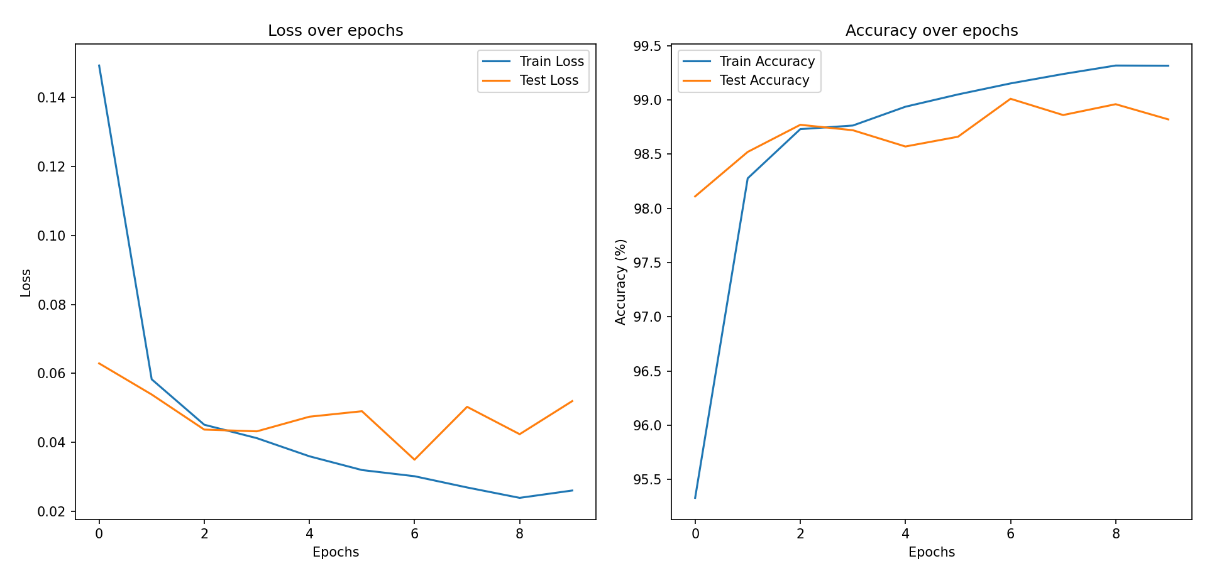 Loss over epochs
Train Loss
Test Loss
Loss
0.14
0.12
0.10
0.08
0.06
0.04
0.02
0 2 4 6 8
Epochs
Accuracy over epochs
Train Accuracy
Test Accuracy
Accuracy (%)
99.5
99.0
98.5
98.0
97.5
97.0
96.5
96.0
95.5
0 2 4 6 8
Epochs